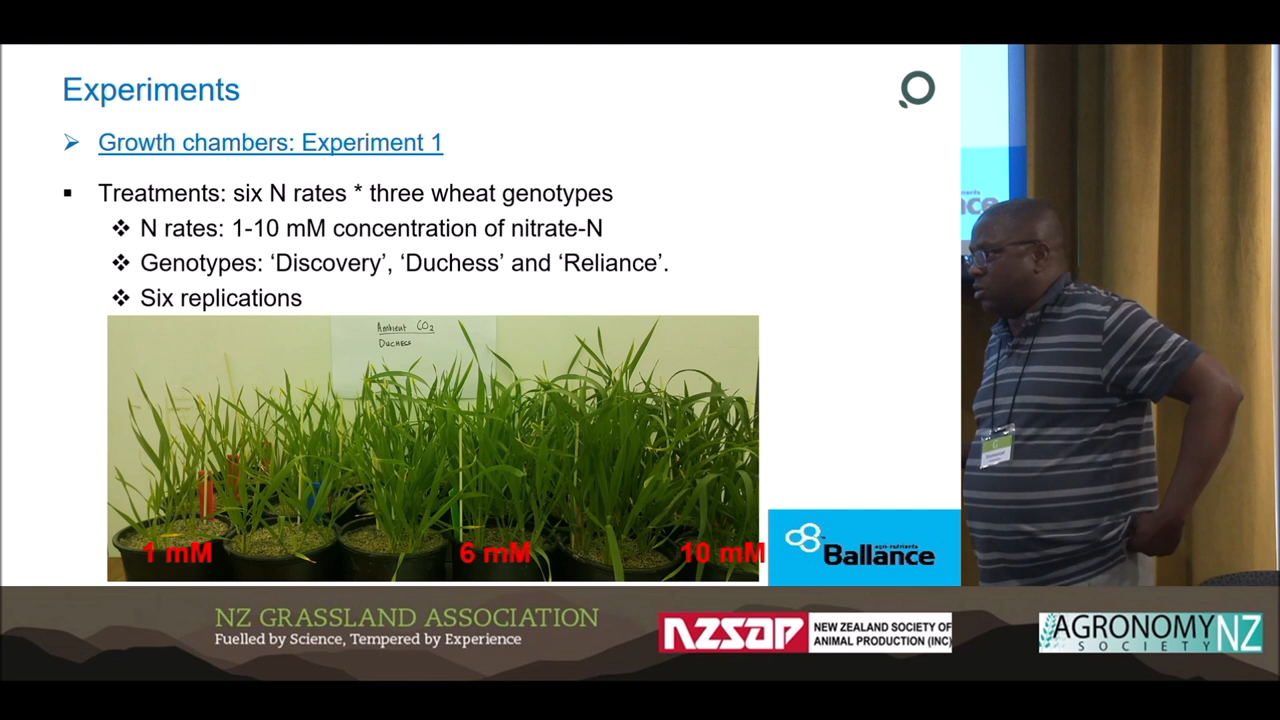 Experiments
➢ Growth chambers: Experiment 1
▪ Treatments: six N rates * three wheat genotypes
❖ N rates: 1-10 mM concentration of nitrate-N
❖ Genotypes: ‘Discovery’, ‘Duchess’ and ‘Reliance’.
❖ Six replications
Ambient CO2
DUCHESS
1 mM
6 mM
10 mM
agri-nutrients
Ballance
NZ GRASSLAND ASSOCIATION
Fuelled by Science, Tempered by Experience
NZSAP
NEW ZEALAND SOCIETY OF
ANIMAL PRODUCTION (INC)
AGRONOMY NZ
SOCIETY